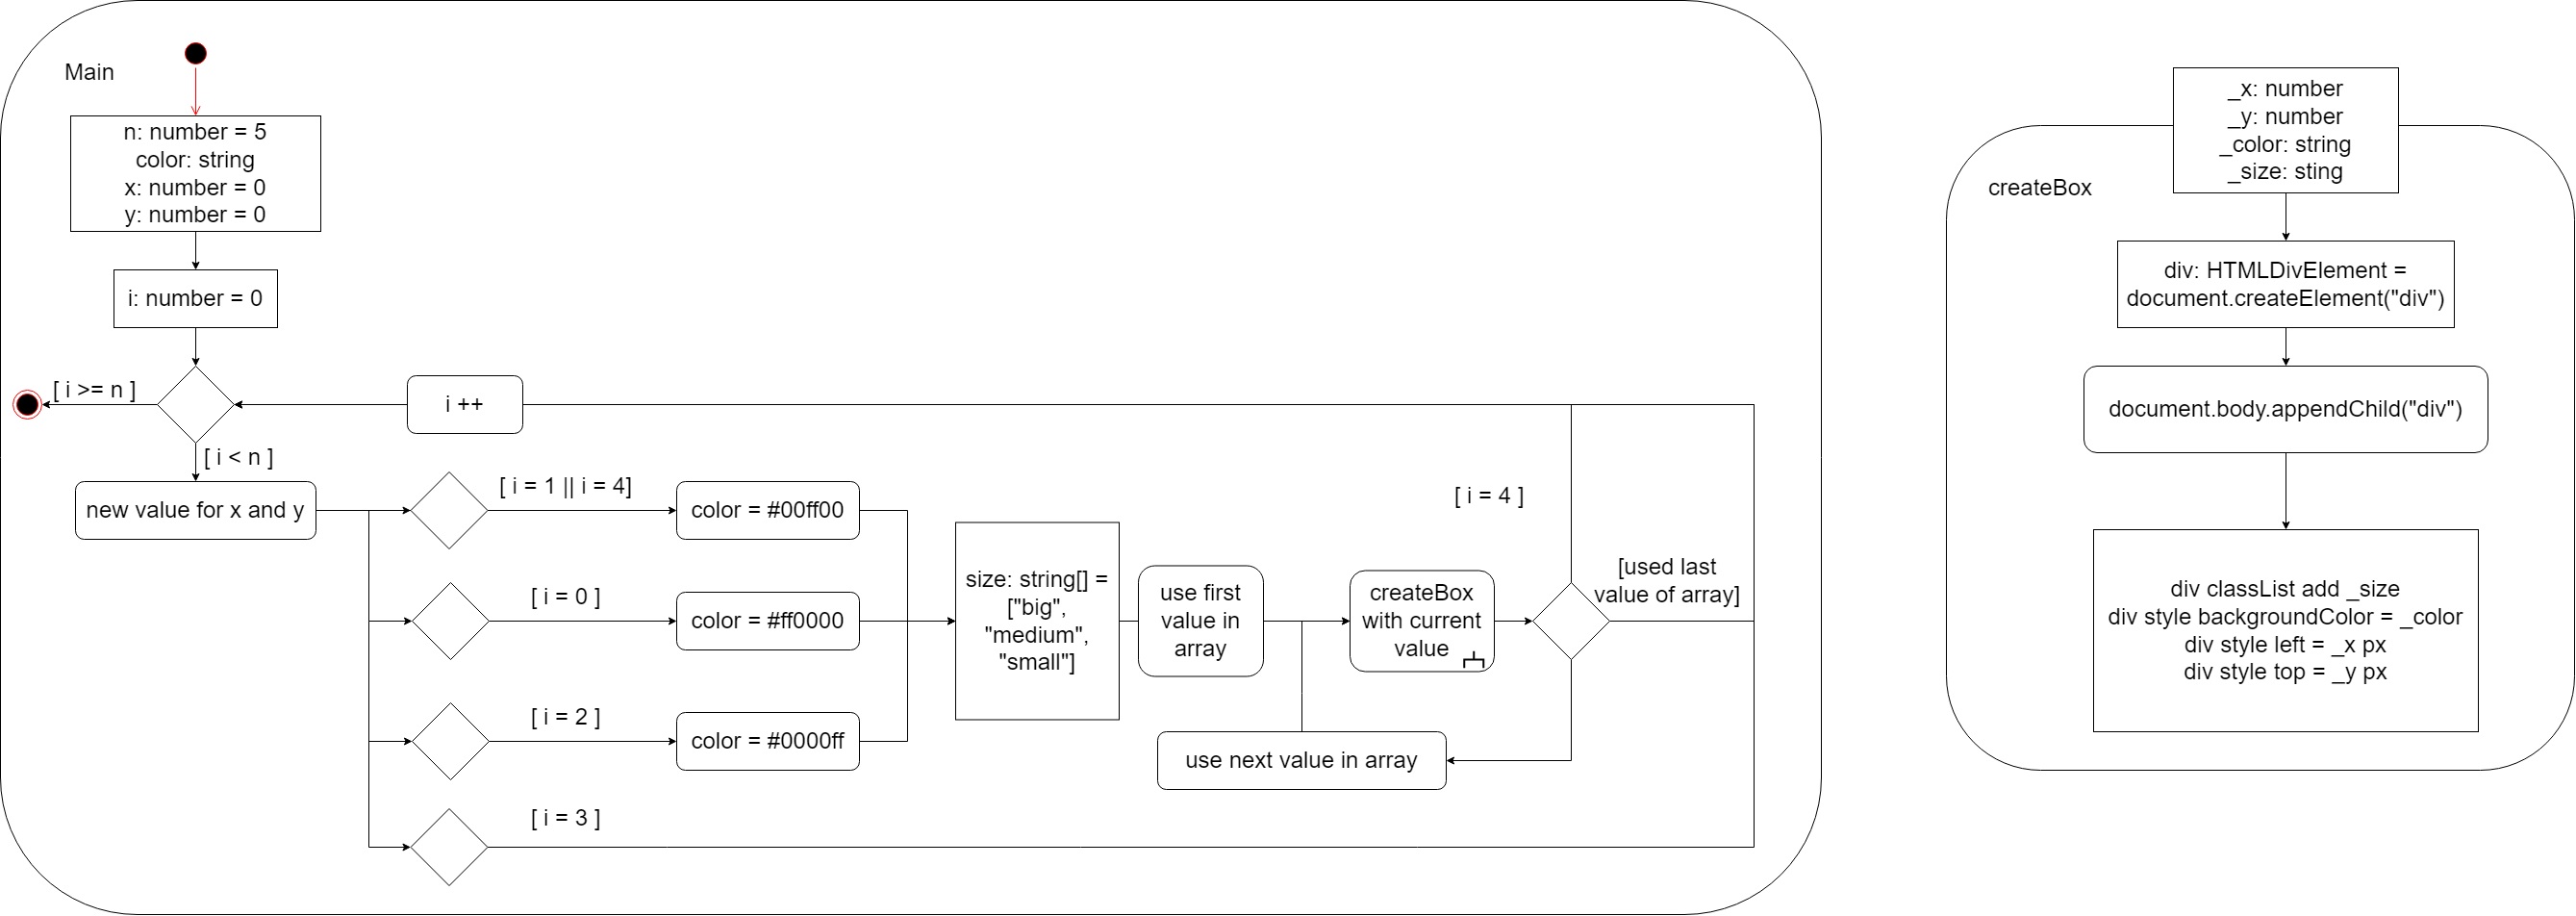 Main
n: number = 5
color: string
x: number = 0
y: number = 0
i: number = 0
[ i >= n ]
i ++
[ i < n ]
new value for x and y
[ i = 1 || i = 4]
color = #00ff00
[ i = 0 ]
color = #ff0000
[ i = 2 ]
color = #0000ff
[ i = 3 ]
size: string[] =
["big",
"medium",
"small"]
use first
value in
array
createBox
with current
value
use next value in array
[ i = 4 ]
[used last
value of array]
createBox
_x: number
_y: number
_color: string
_size: sting
div: HTMLDivElement =
document.createElement("div")
document.body.appendChild("div")
div classList add _size
div style backgroundColor = _color
div style left = _x px
div style top = _y px